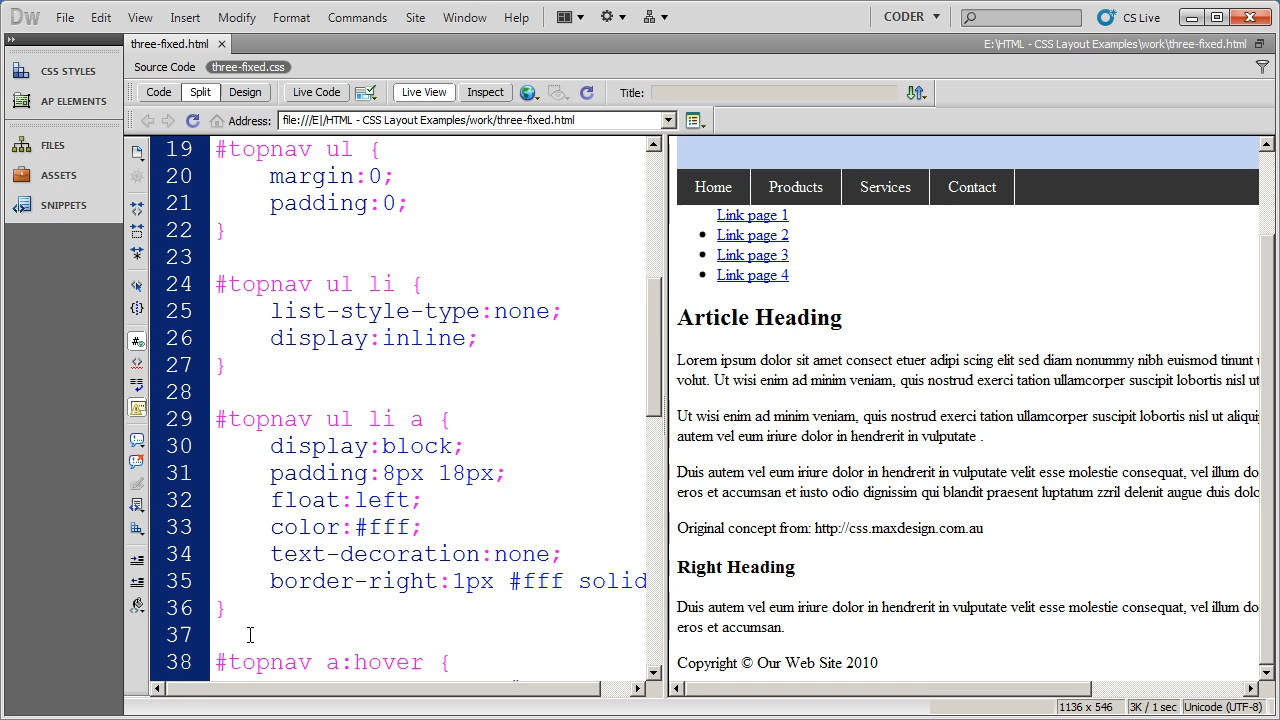 Dw File Edit View Insert Modify Format Commands Site Window Help CODER CS Live
three-fixed.html E:\HTML - CSS Layout Examples\work\three-fixed.html
Source Code three-fixed.css
Code Split Design Live Code Live View Inspect Title:
Address: file:///E|/HTML - CSS Layout Examples/work/three-fixed.html
CSS STYLES
AP ELEMENTS
FILES
ASSETS
SNIPPETS
19 #topnav ul {
20 margin:0;
21 padding:0;
22 }
23
24 #topnav ul li {
25 list-style-type:none;
26 display:inline;
27 }
28
29 #topnav ul li a {
30 display:block;
31 padding:8px 18px;
32 float:left;
33 color:#fff;
34 text-decoration:none;
35 border-right:1px #fff solid
36 }
37
38 #topnav a:hover {
Home Products Services Contact
Link page 1
Link page 2
Link page 3
Link page 4
Article Heading
Lorem ipsum dolor sit amet consect etuer adipi scing elit sed diam nonummy nibh euismod tinunt
volut. Ut wisi enim ad minim veniam, quis nostrud exerci tation ullamcorper suscipit lobortis nisl ut
Ut wisi enim ad minim veniam, quis nostrud exerci tation ullamcorper suscipit lobortis nisl ut aliqui
autem vel eum iriure dolor in hendrerit in vulputate .
Duis autem vel eum iriure dolor in hendrerit in vulputate velit esse molestie consequat, vel illum do
eros et accumsan et iusto odio dignissim qui blandit praesent luptatum zzril delenit augue duis dolo
Original concept from: http://css.maxdesign.com.au
Right Heading
Duis autem vel eum iriure dolor in hendrerit in vulputate velit esse molestie consequat, vel illum do
eros et accumsan.
Copyright © Our Web Site 2010
1136 x 546 3K / 1 sec Unicode (UTF-8)